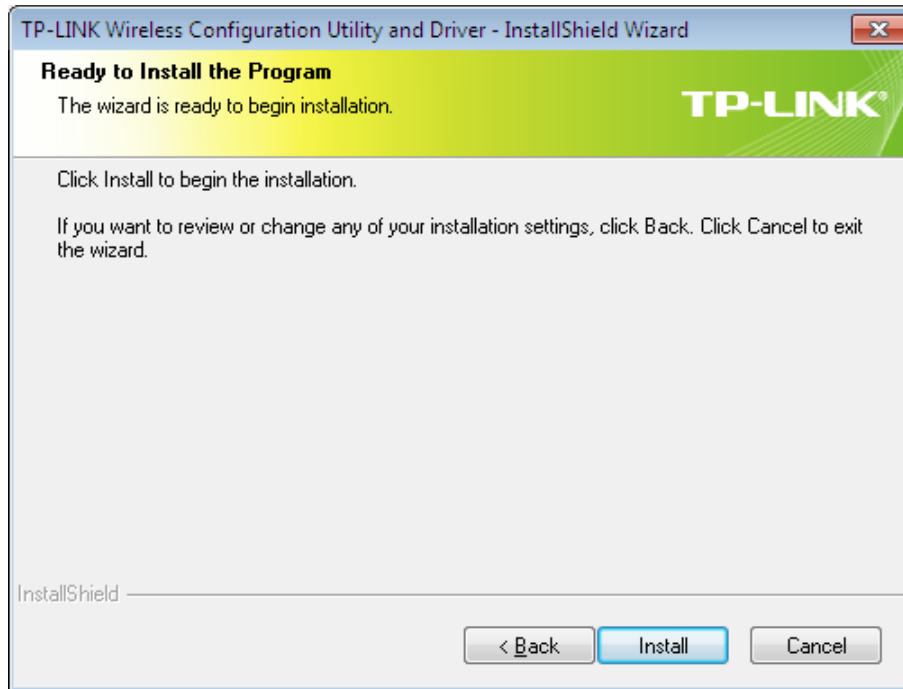 TP-LINK Wireless Configuration Utility and Driver - InstallShield Wizard
Ready to Install the Program
The wizard is ready to begin installation.
TP-LINK®
Click Install to begin the installation.
If you want to review or change any of your installation settings, click Back. Click Cancel to exit
the wizard.
InstallShield
< Back
Install
Cancel